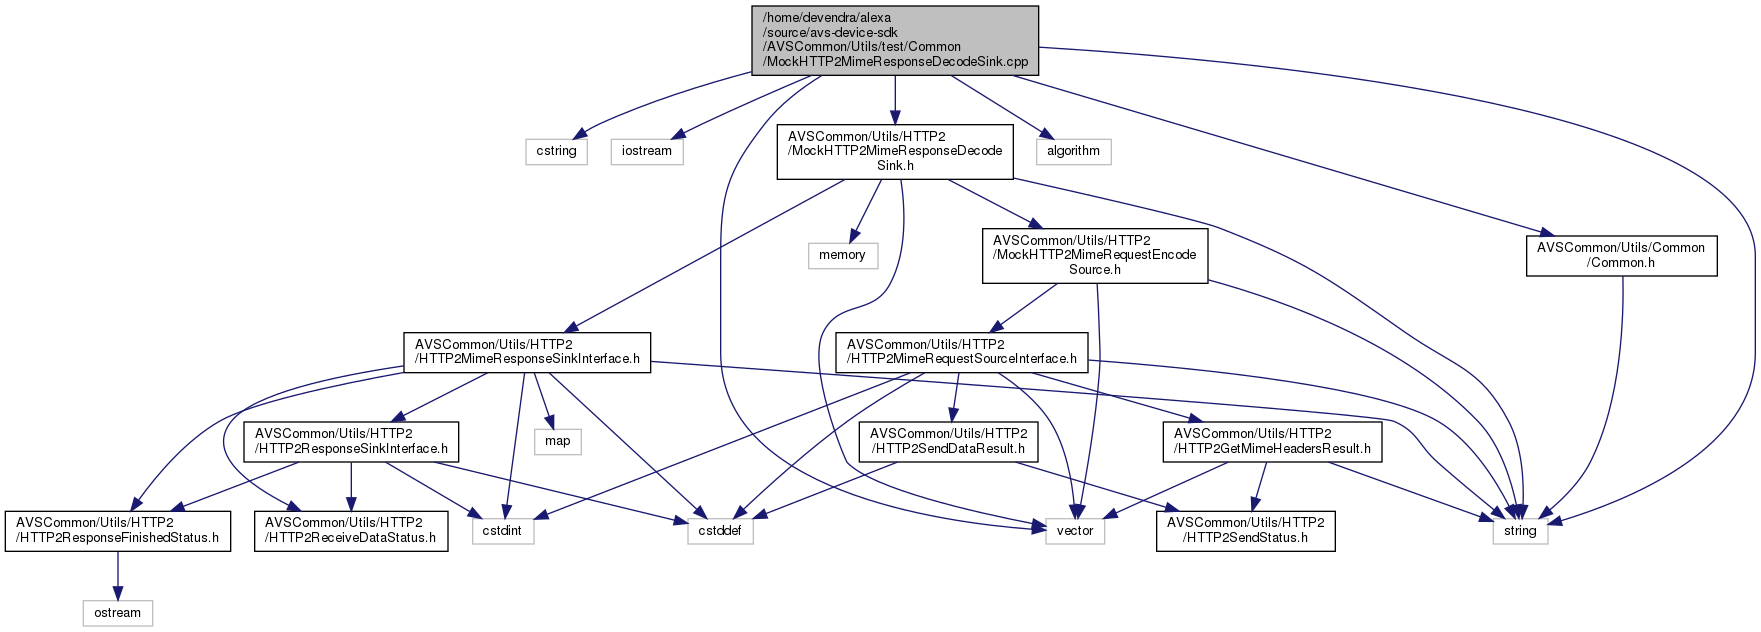 /home/devendra/alexa
/source/avs-device-sdk
/AVSCommon/Utils/test/Common
/MockHTTP2MimeResponseDecodeSink.cpp
cstring
iostream
AVSCommon/Utils/HTTP2
/MockHTTP2MimeResponseDecode
Sink.h
algorithm
memory
AVSCommon/Utils/HTTP2
/MockHTTP2MimeRequestEncode
Source.h
AVSCommon/Utils/Common
/Common.h
AVSCommon/Utils/HTTP2
/HTTP2MimeResponseSinkInterface.h
AVSCommon/Utils/HTTP2
/HTTP2MimeRequestSourceInterface.h
AVSCommon/Utils/HTTP2
/HTTP2ResponseSinkInterface.h
map
AVSCommon/Utils/HTTP2
/HTTP2SendDataResult.h
AVSCommon/Utils/HTTP2
/HTTP2GetMimeHeadersResult.h
AVSCommon/Utils/HTTP2
/HTTP2ResponseFinishedStatus.h
AVSCommon/Utils/HTTP2
/HTTP2ReceiveDataStatus.h
cstdint
cstddef
vector
AVSCommon/Utils/HTTP2
/HTTP2SendStatus.h
string
ostream